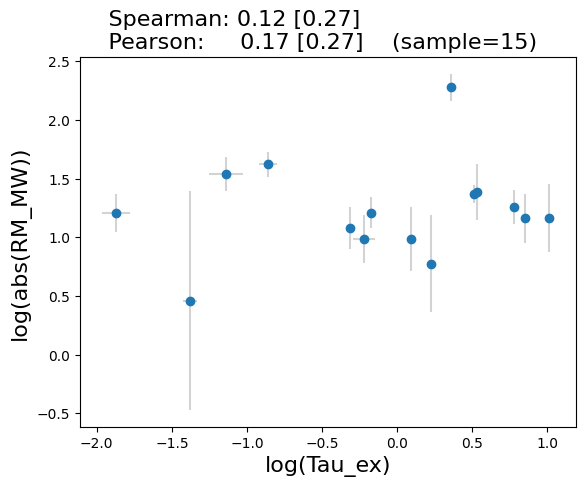 Spearman: 0.12 [0.27]
Pearson: 0.17 [0.27] (sample=15)
2.5
2.0
1.5
1.0
0.5
0.0
−0.5
log(abs(RM_MW))
−2.0 −1.5 −1.0 −0.5 0.0 0.5 1.0
log(Tau_ex)